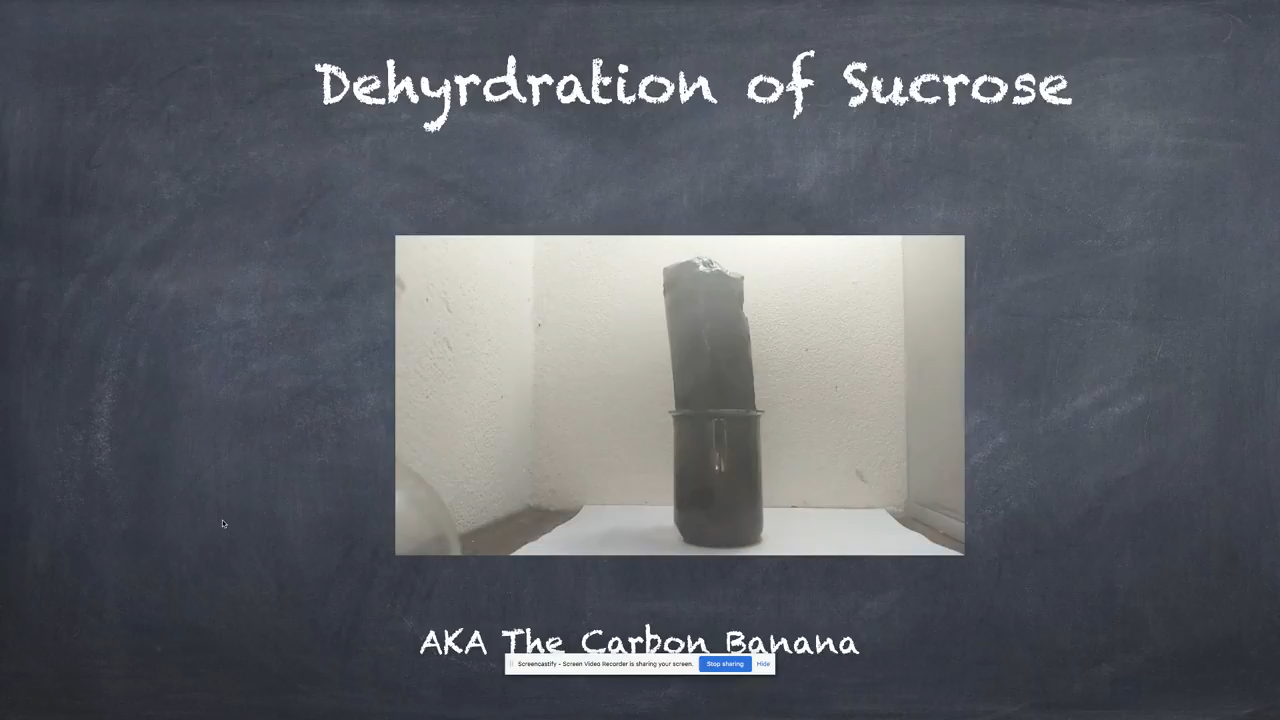 Dehyrdration of Sucrose
AKA The Carbon Banana
Screencastify - Screen Video Recorder is sharing your screen. Stop sharing Hide